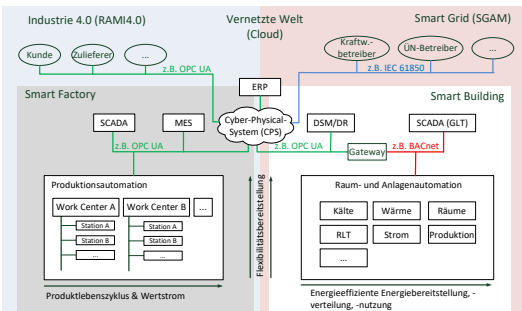 Industrie 4.0 (RAMI4.0)
Vernetzte Welt
(Cloud)
Smart Grid (SGAM)
Kunde
Zulieferer
...
Kraftw.-
betreiber
ÜN-Betreiber
...
z.B. OPC UA
z.B. IEC 61850
ERP
Smart Factory
Smart Building
SCADA
MES
Cyber-Physical-
System (CPS)
DSM/DR
SCADA (GLT)
z.B. OPC UA
z.B. OPC UA
Gateway
z.B. BACnet
Produktionsautomation
Work Center A
Work Center B
...
Station A
Station B
...
Station A
Station B
...
Produktlebenszyklus & Wertstrom
Flexibilitätsbereitstellung
Raum- und Anlagenautomation
Kälte
Wärme
Räume
RLT
Strom
Produktion
...
Energieeffiziente Energiebereitstellung, -
verteilung, -nutzung